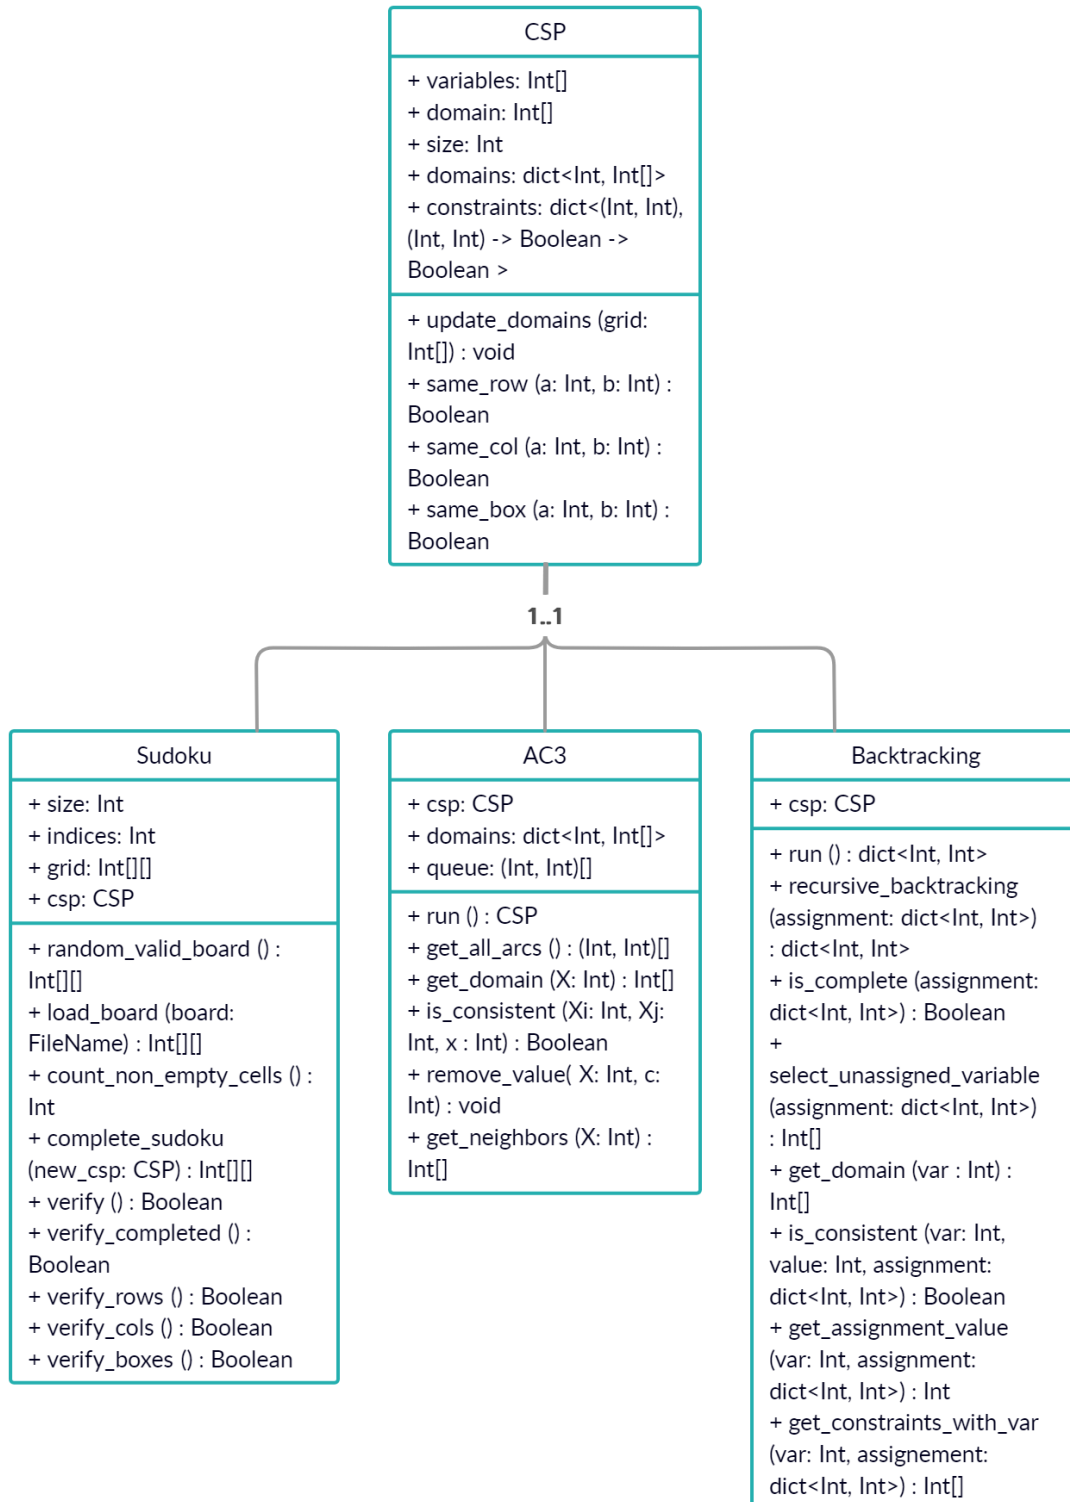 CSP
+ variables: Int[]
+ domain: Int[]
+ size: Int
+ domains: dict<Int, Int[]>
+ constraints: dict<(Int, Int),
(Int, Int) -> Boolean ->
Boolean >
+ update_domains (grid:
Int[]) : void
+ same_row (a: Int, b: Int) :
Boolean
+ same_col (a: Int, b: Int) :
Boolean
+ same_box (a: Int, b: Int) :
Boolean
1..1
Sudoku
+ size: Int
+ indices: Int
+ grid: Int[][]
+ csp: CSP
+ random_valid_board () :
Int[][]
+ load_board (board:
FileName) : Int[][]
+ count_non_empty_cells () :
Int
+ complete_sudoku
(new_csp: CSP) : Int[][]
+ verify () : Boolean
+ verify_completed () :
Boolean
+ verify_rows () : Boolean
+ verify_cols () : Boolean
+ verify_boxes () : Boolean
AC3
+ csp: CSP
+ domains: dict<Int, Int[]>
+ queue: (Int, Int)[]
+ run () : CSP
+ get_all_arcs () : (Int, Int)[]
+ get_domain (X: Int) : Int[]
+ is_consistent (Xi: Int, Xj:
Int, x : Int) : Boolean
+ remove_value( X: Int, c:
Int) : void
+ get_neighbors (X: Int) :
Int[]
Backtracking
+ csp: CSP
+ run () : dict<Int, Int>
+ recursive_backtracking
(assignment: dict<Int, Int>)
: dict<Int, Int>
+ is_complete (assignment:
dict<Int, Int>) : Boolean
+
select_unassigned_variable
(assignment: dict<Int, Int>)
: Int[]
+ get_domain (var : Int) :
Int[]
+ is_consistent (var: Int,
value: Int, assignment:
dict<Int, Int>) : Boolean
+ get_assignment_value
(var: Int, assignment:
dict<Int, Int>) : Int
+ get_constraints_with_var
(var: Int, assignement:
dict<Int, Int>) : Int[]